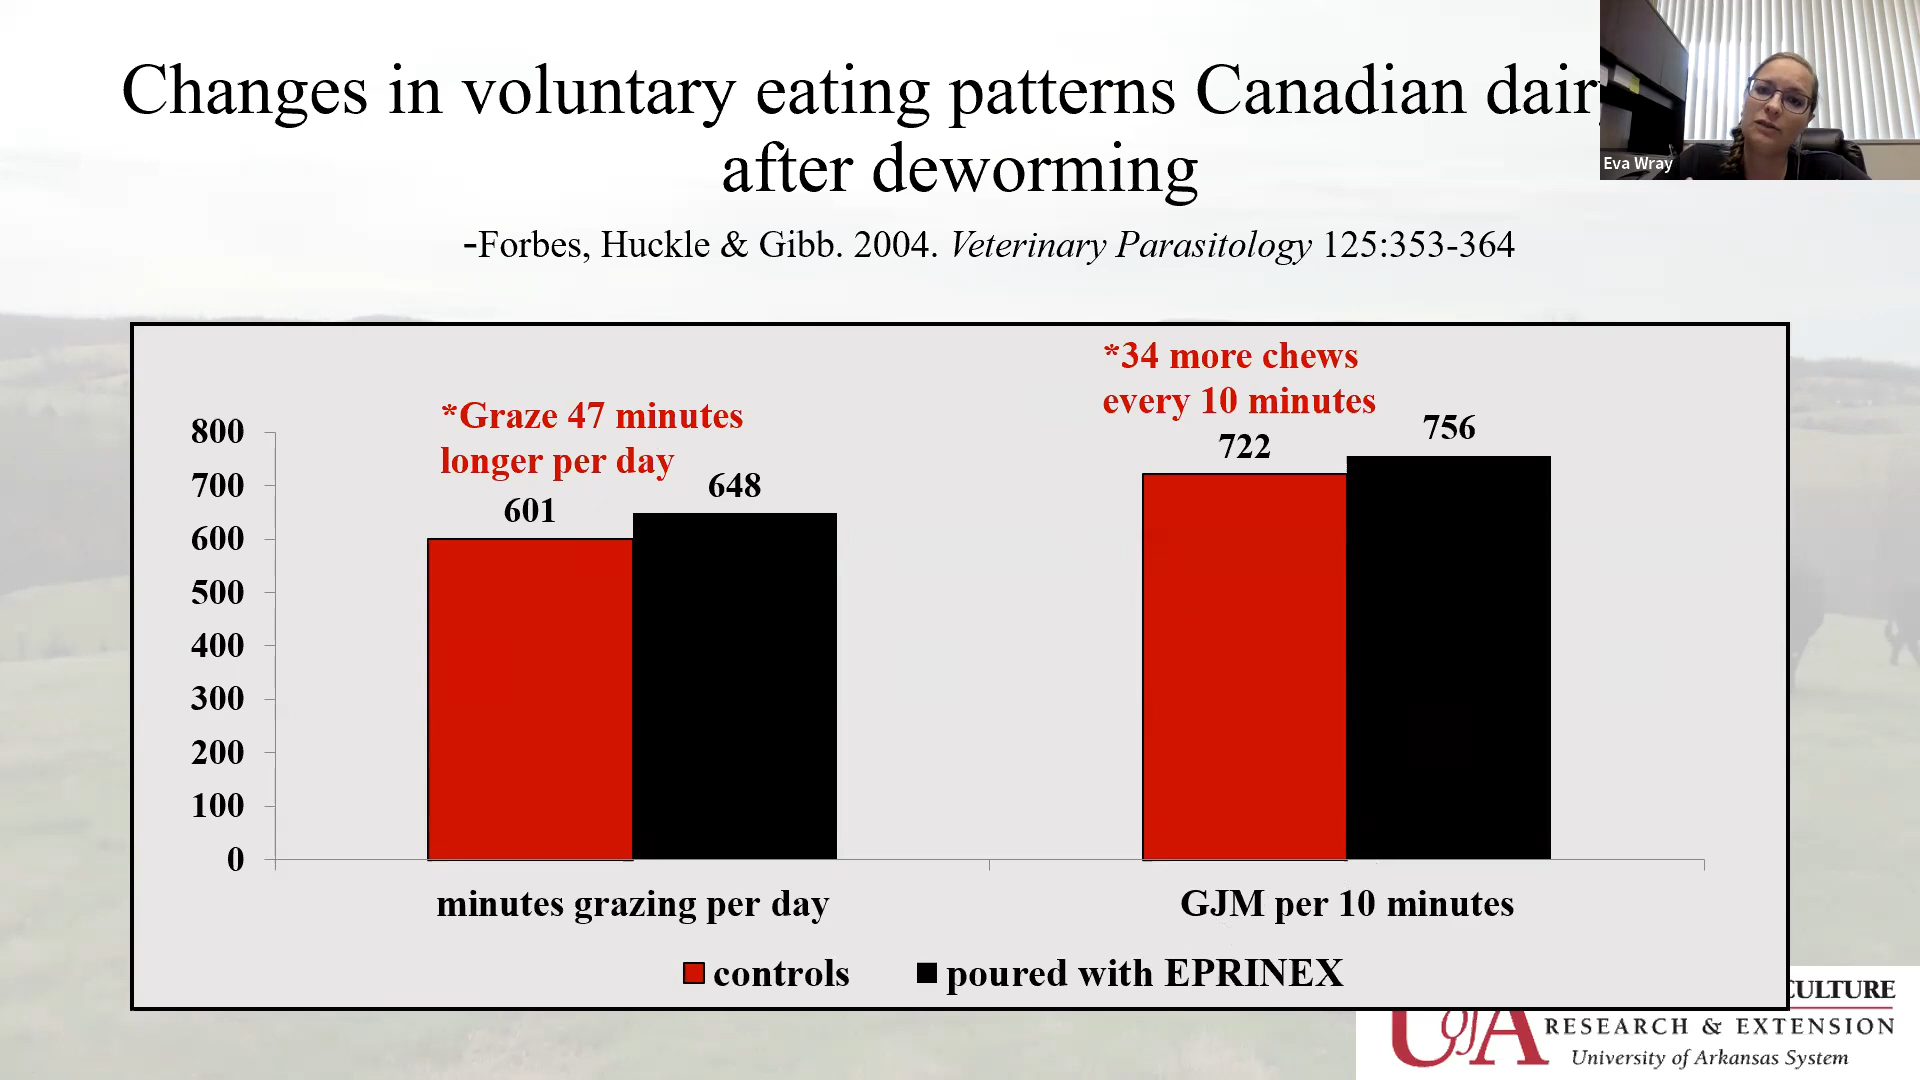 Changes in voluntary eating patterns Canadian dair
after deworming
-Forbes, Huckle & Gibb. 2004. Veterinary Parasitology 125:353-364
Eva Wray
*34 more chews
every 10 minutes
*Graze 47 minutes
longer per day
601
648
722
756
800
700
600
500
400
300
200
100
0
minutes grazing per day
GJM per 10 minutes
controls
poured with EPRINEX
CULTURE
UofA RESEARCH & EXTENSION
University of Arkansas System